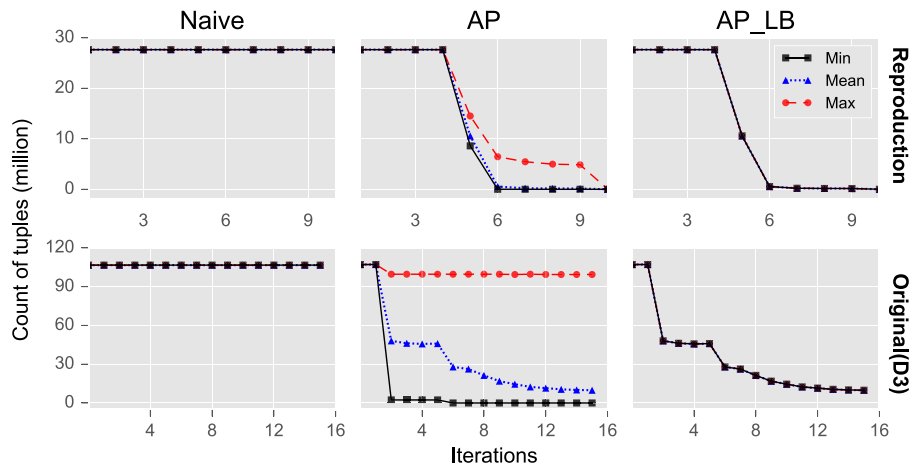 Naive
AP
AP_LB
30
20
10
0
Min
Mean
Max
3 6 9
3 6 9
3 6 9
Reproduction
Count of tuples (million)
120
90
60
30
0
4 8 12 16
4 8 12 16
4 8 12 16
Original(D3)
Iterations